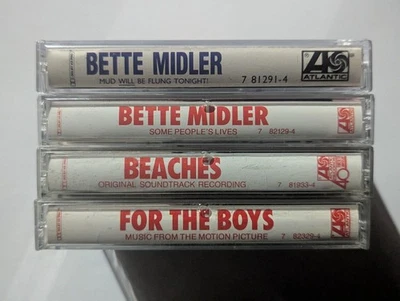 BETTE MIDLER
MUD WILL BE FLUNG TONIGHT! 7 81291-4
ATLANTIC
BETTE MIDLER
SOME PEOPLE'S LIVES 7 82129-4
BEACHES
ORIGINAL SOUNDTRACK RECORDING 7 81933-4
40
FOR THE BOYS
MUSIC FROM THE MOTION PICTURE 7 82329-4